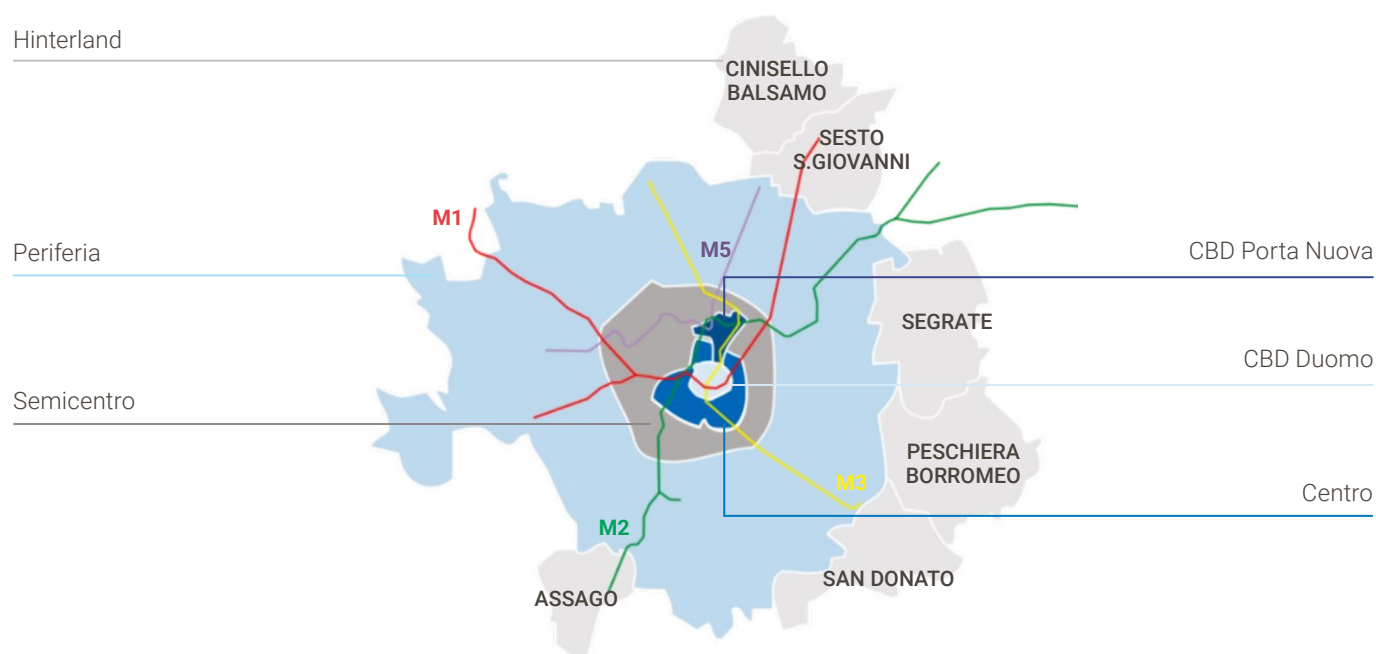 Hinterland
CINISELLO
BALSAMO
SESTO
S.GIOVANNI
M1
M5
Periferia
CBD Porta Nuova
SEGRATE
CBD Duomo
Semicentro
PESCHIERA
BORROMEO
M3
Centro
M2
SAN DONATO
ASSAGO